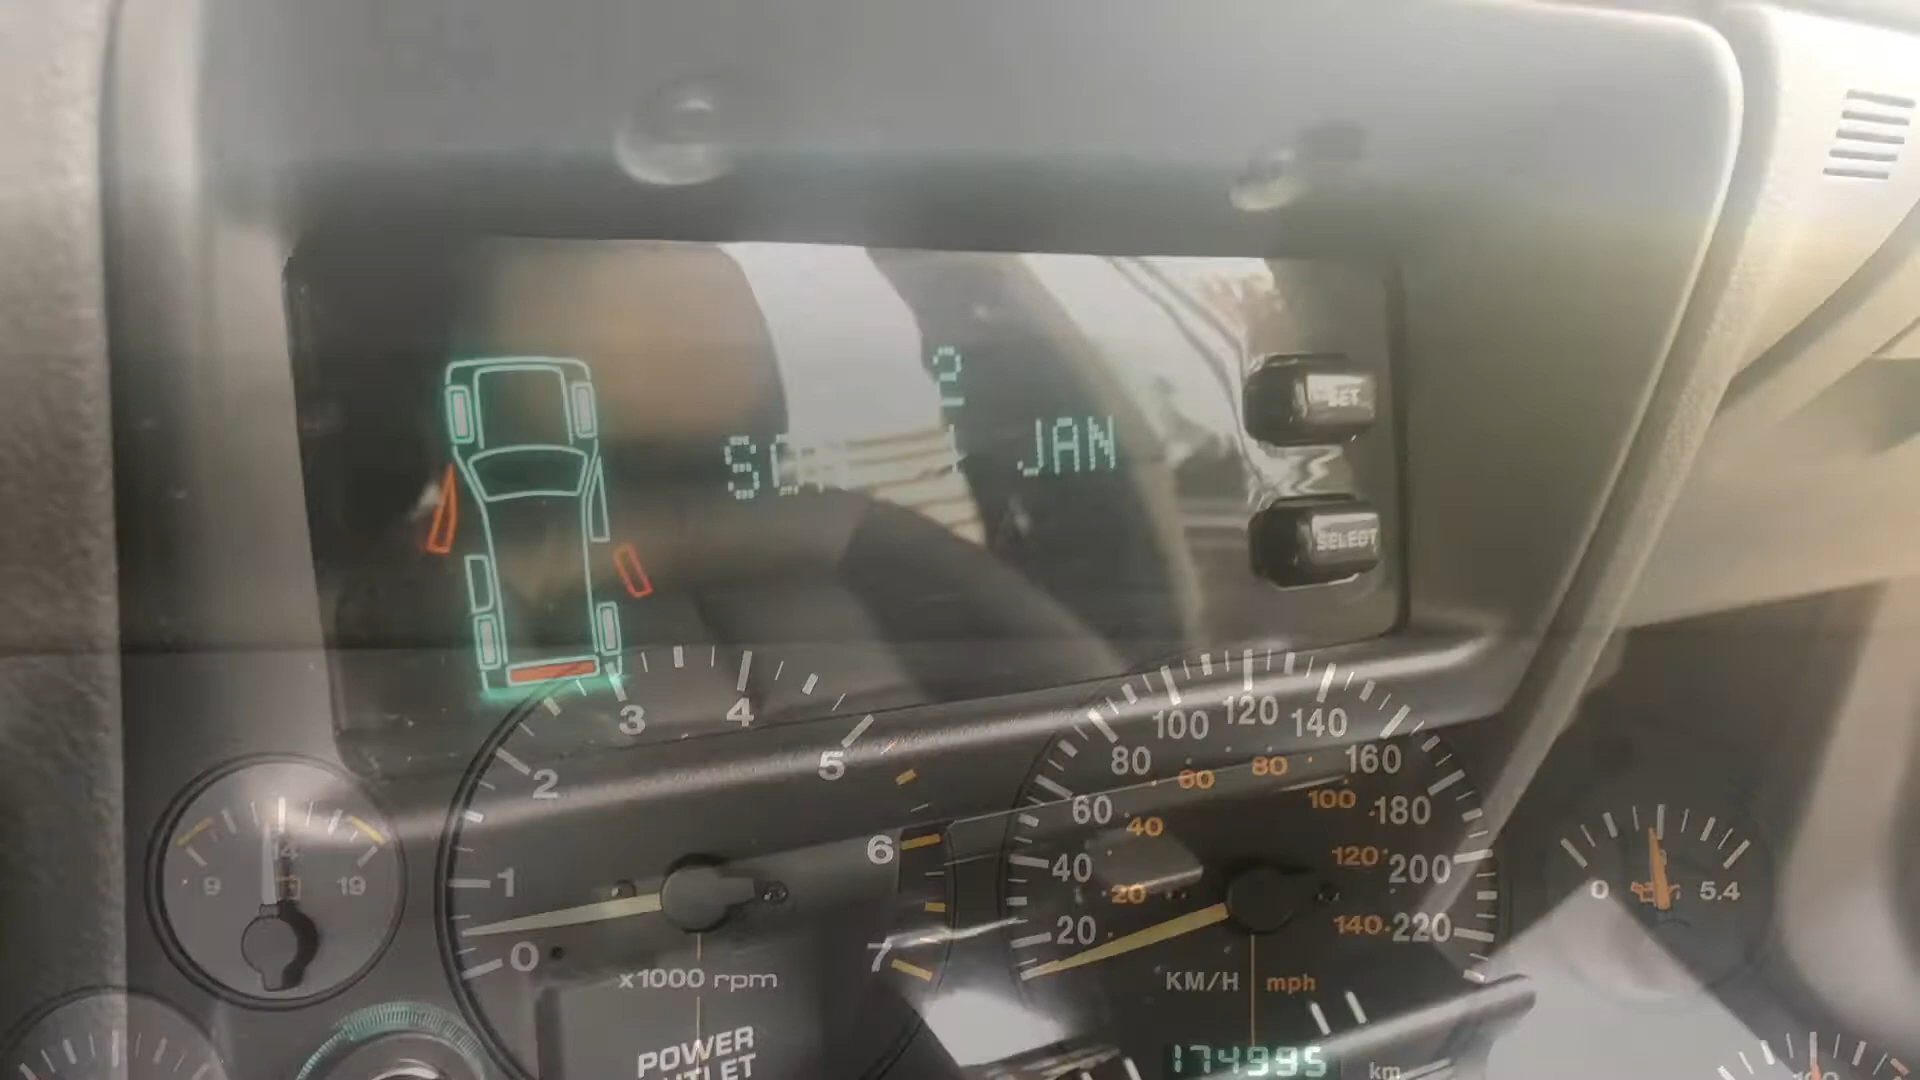 2
JAN
SET
SELECT
3 4
2 5
1 6
0 7
x1000 rpm
14
9 19
100 120 140
80 160
60 80
60 180
40 100
40 200
20 120
20 140 220
KM/H mph
0 5.4
POWER
174995 km